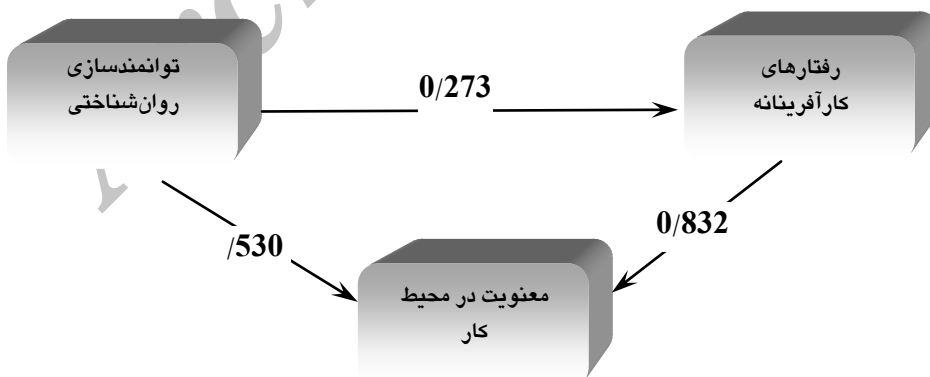 توانمندسازی
روان‌شناختی
رفتارهای
کارآفرینانه
0/273
/530
0/832
معنویت در محیط
کار